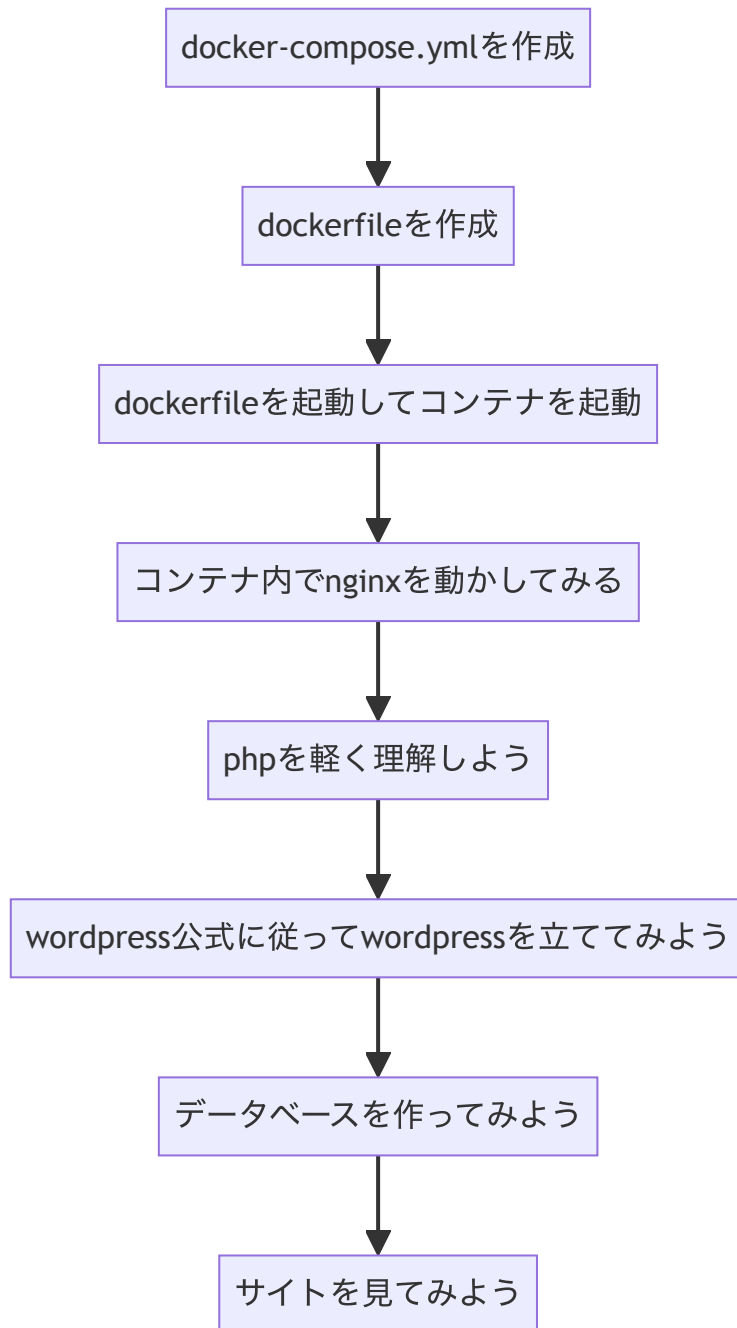 docker-compose.ymlを作成
dockerfileを作成
dockerfileを起動してコンテナを起動
コンテナ内でnginxを動かしてみる
phpを軽く理解しよう
wordpress公式に従ってwordpressを立ててみよう
データベースを作ってみよう
サイトを見てみよう